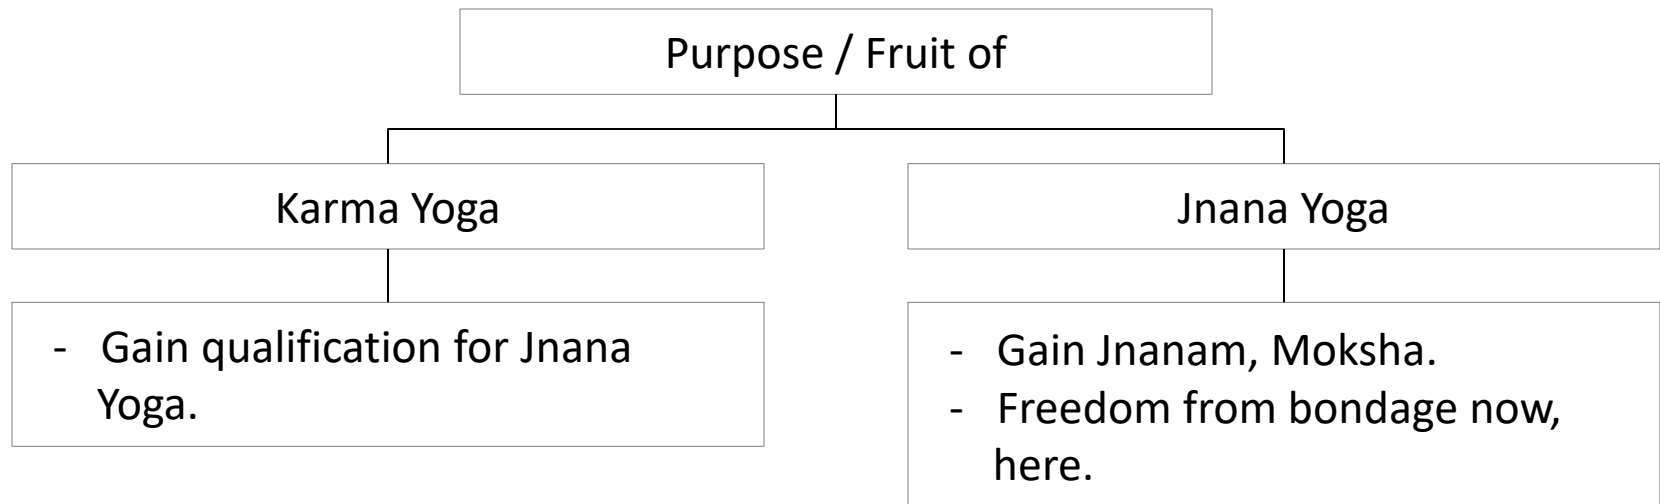 Purpose / Fruit of
Karma Yoga
Jnana Yoga
- Gain qualification for Jnana
Yoga.
- Gain Jnanam, Moksha.
- Freedom from bondage now,
here.